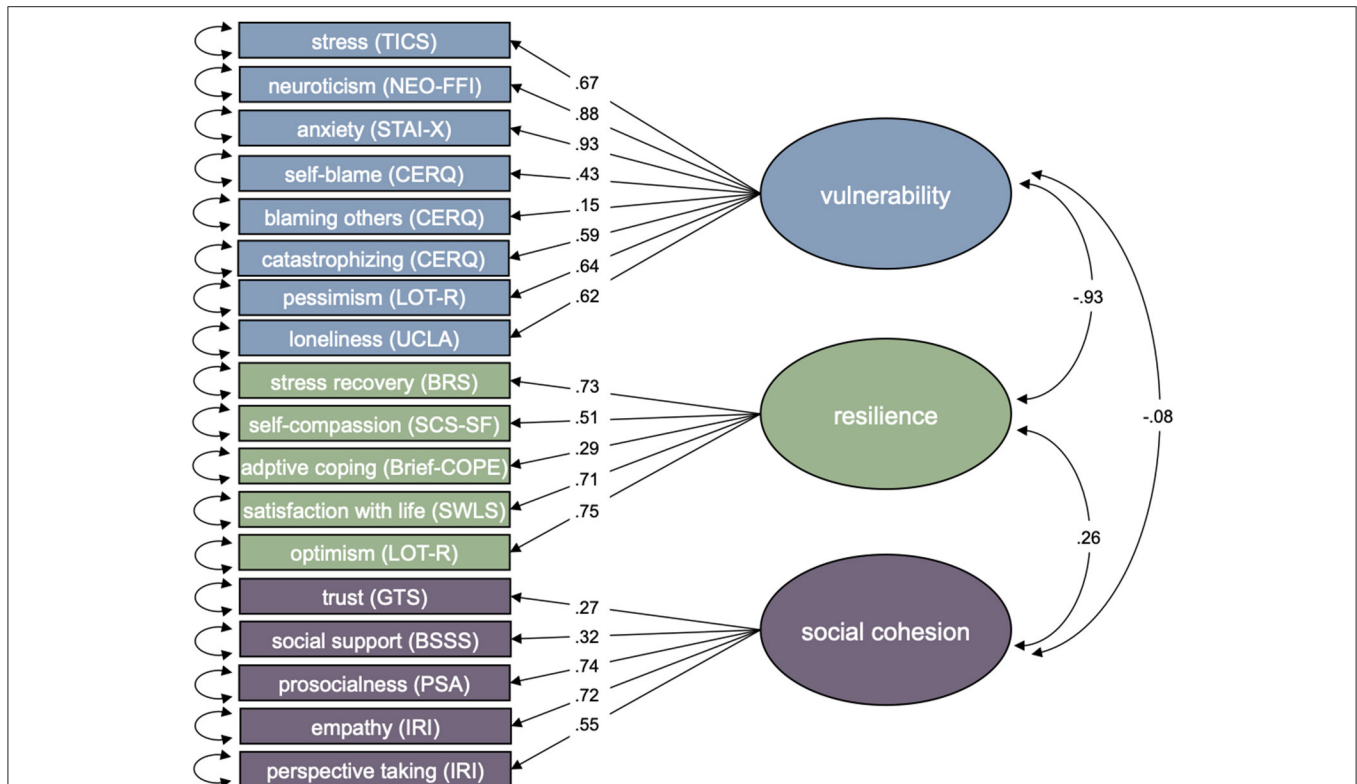 stress (TICS)
neuroticism (NEO-FFI)
anxiety (STAI-X)
self-blame (CERQ)
blaming others (CERQ)
catastrophizing (CERQ)
pessimism (LOT-R)
loneliness (UCLA)
stress recovery (BRS)
self-compassion (SCS-SF)
adptive coping (Brief-COPE)
satisfaction with life (SWLS)
optimism (LOT-R)
trust (GTS)
social support (BSSS)
prosocialness (PSA)
empathy (IRI)
perspective taking (IRI)
.67
.88
.93
.43
.15
.59
.64
.62
.73
.51
.29
.71
.75
.27
.32
.74
.72
.55
vulnerability
resilience
social cohesion
-.93
-.08
.26